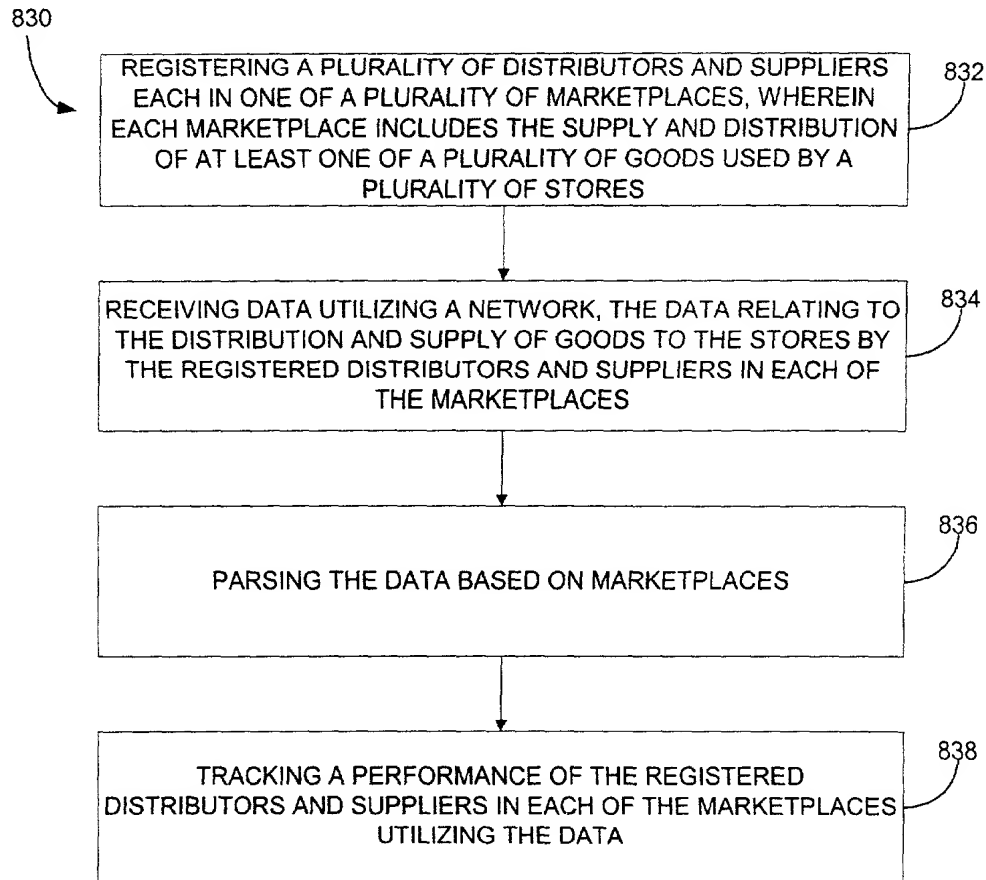 830
REGISTERING A PLURALITY OF DISTRIBUTORS AND SUPPLIERS
EACH IN ONE OF A PLURALITY OF MARKETPLACES, WHEREIN
EACH MARKETPLACE INCLUDES THE SUPPLY AND DISTRIBUTION
OF AT LEAST ONE OF A PLURALITY OF GOODS USED BY A
PLURALITY OF STORES
832
RECEIVING DATA UTILIZING A NETWORK, THE DATA RELATING TO
THE DISTRIBUTION AND SUPPLY OF GOODS TO THE STORES BY
THE REGISTERED DISTRIBUTORS AND SUPPLIERS IN EACH OF
THE MARKETPLACES
834
PARSING THE DATA BASED ON MARKETPLACES
836
TRACKING A PERFORMANCE OF THE REGISTERED
DISTRIBUTORS AND SUPPLIERS IN EACH OF THE MARKETPLACES
UTILIZING THE DATA
838